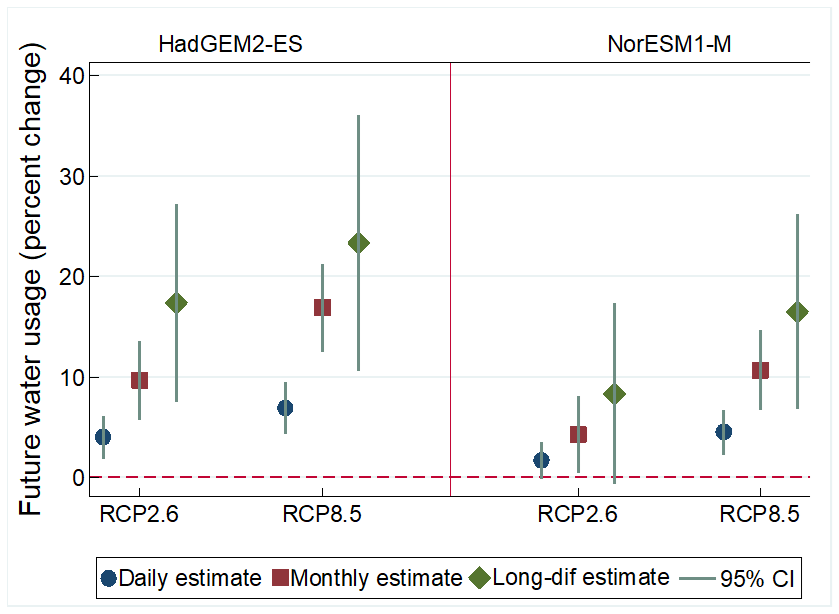 HadGEM2-ES
NorESM1-M
Future water usage (percent change)
40
30
20
10
0
RCP2.6
RCP8.5
RCP2.6
RCP8.5
Daily estimate Monthly estimate Long-dif estimate 95% CI